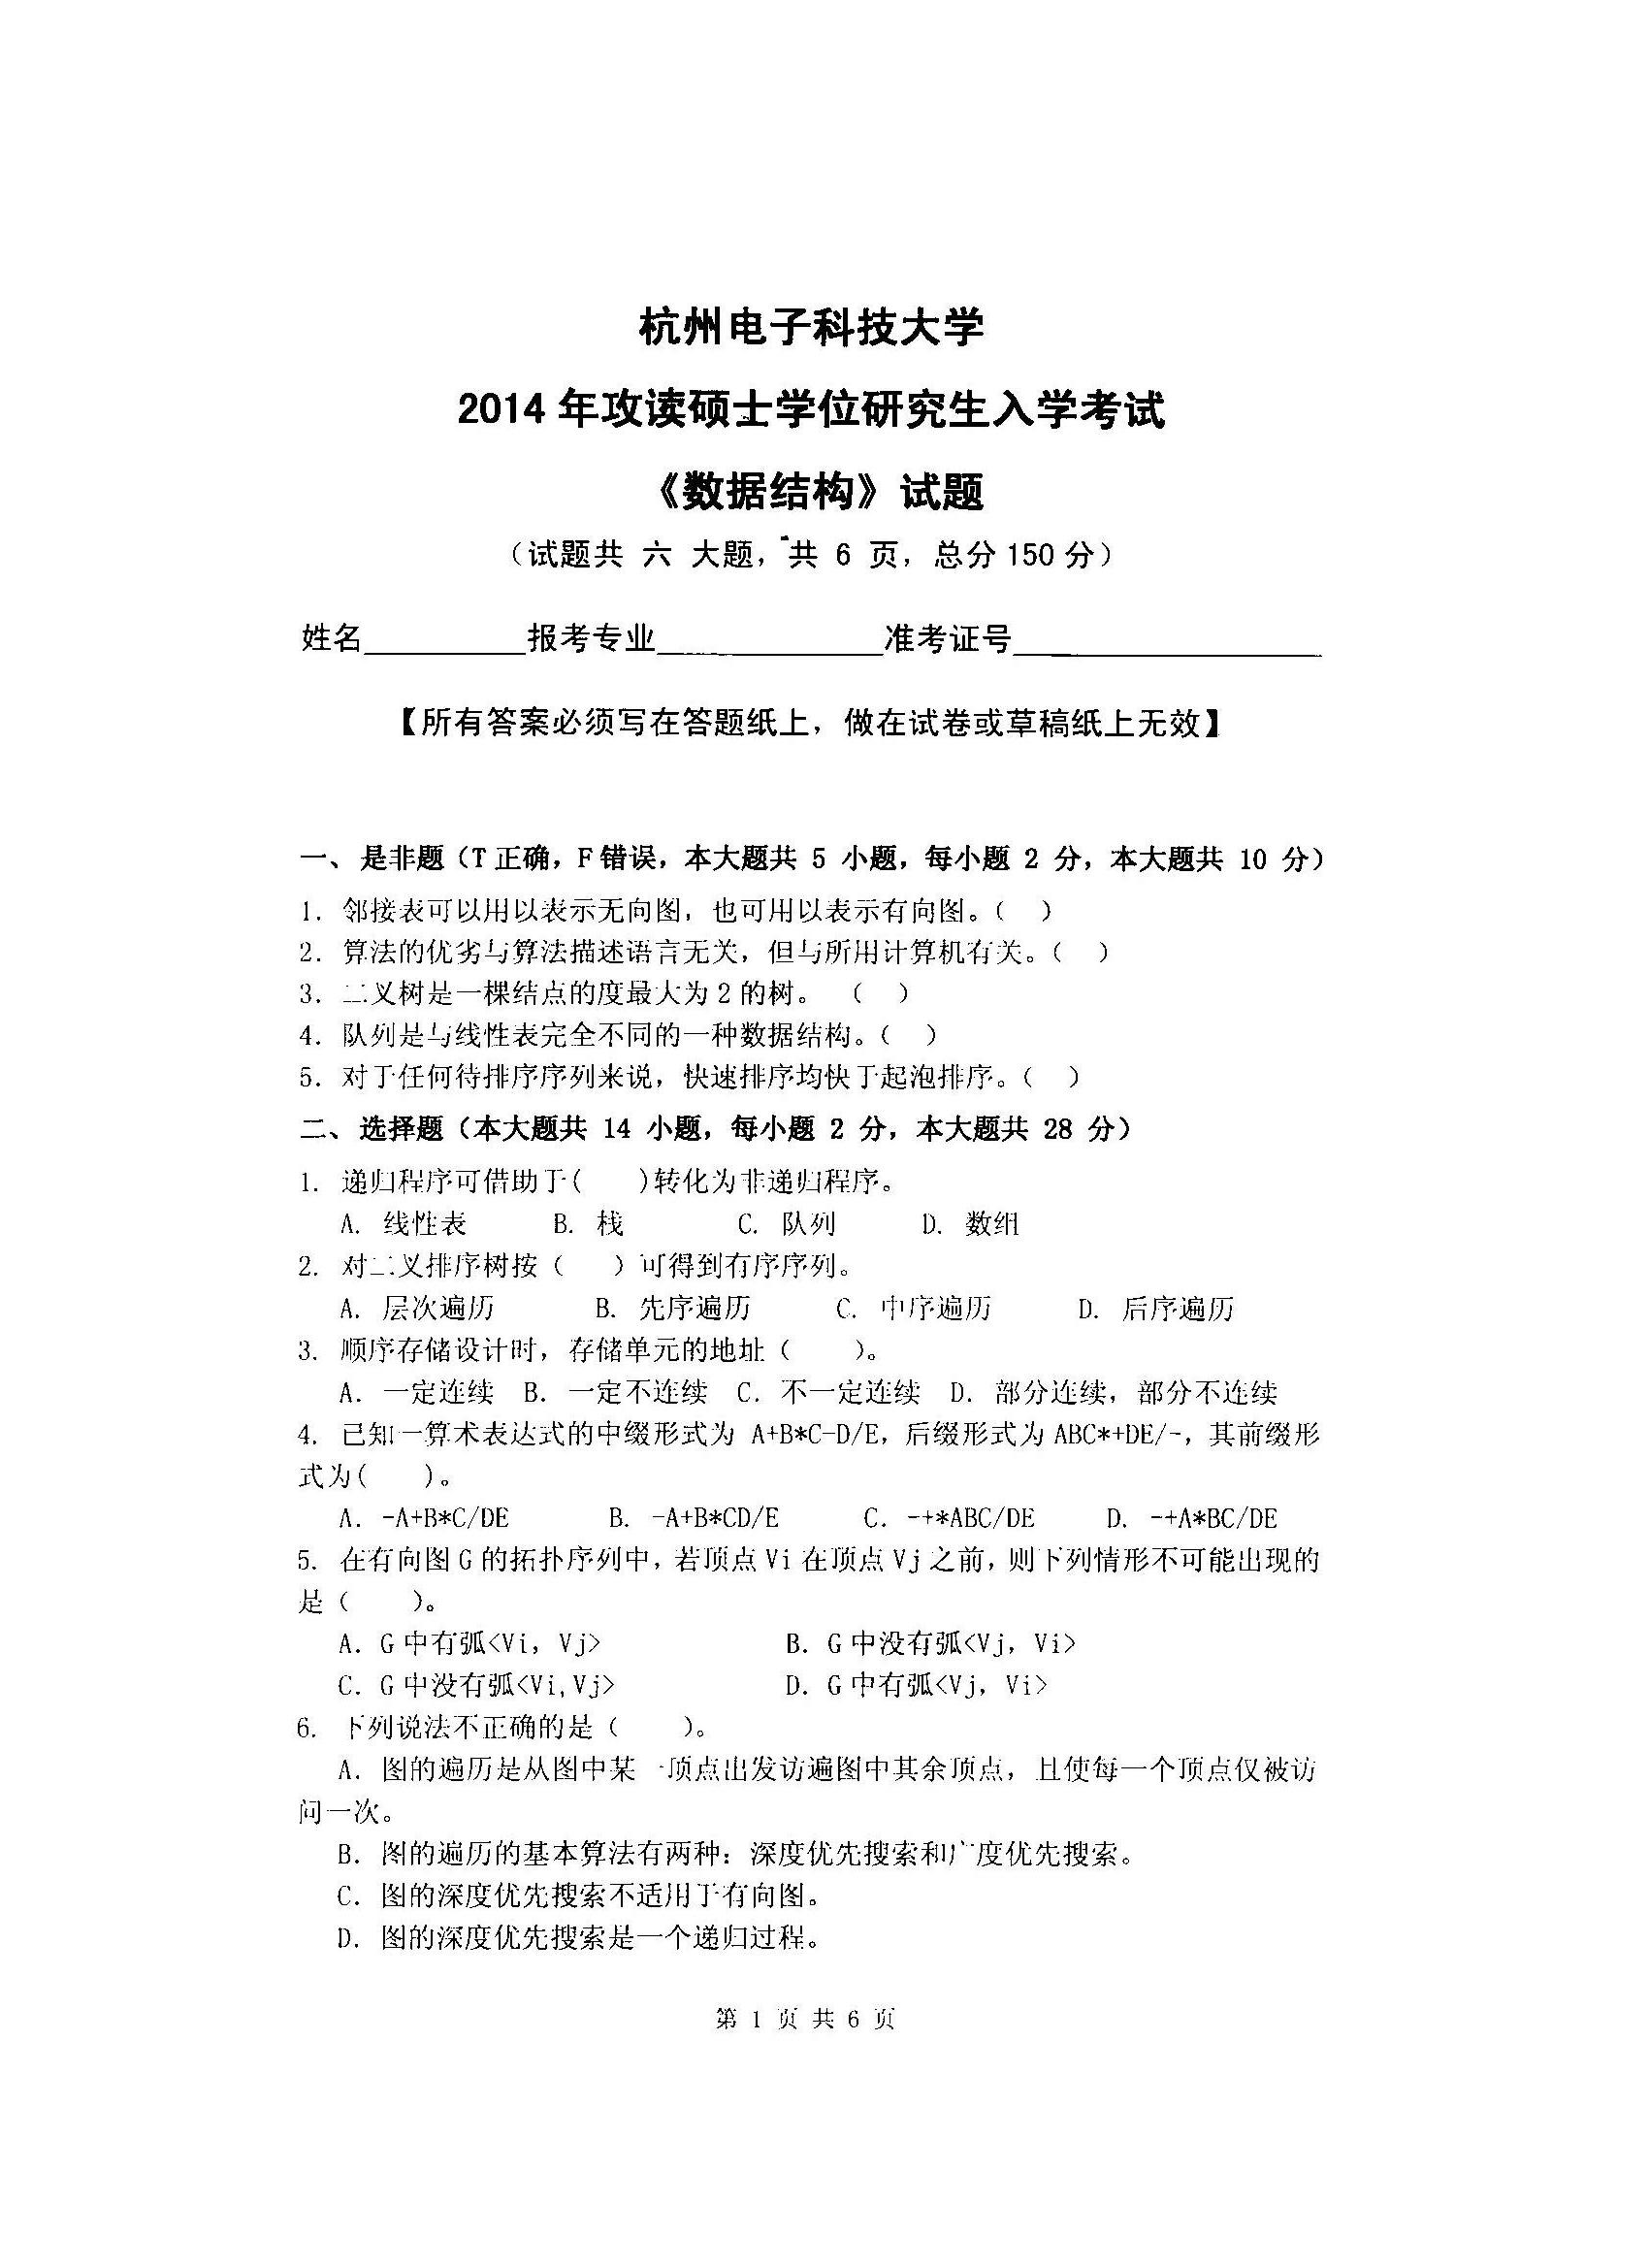 杭州电子科技大学
2014 年攻读硕士学位研究生入学考试
《数据结构》试题
（试题共 六 大题，共 6 页，总分 150 分）
姓名__________报考专业______________准考证号___________________
【所有答案必须写在答题纸上，做在试卷或草稿纸上无效】
一、 是非题（T 正确，F 错误，本大题共 5 小题，每小题 2 分，本大题共 10 分）
1. 邻接表可以用以表示无向图，也可用以表示有向图。（ ）
2. 算法的优劣与算法描述语言无关，但与所用计算机有关。（ ）
3. 二叉树是一棵结点的度最大为 2 的树。 （ ）
4. 队列是与线性表完全不同的一种数据结构。（ ）
5. 对于任何待排序序列来说，快速排序均快于起泡排序。（ ）
二、 选择题（本大题共 14 小题，每小题 2 分，本大题共 28 分）
1. 递归程序可借助于( )转化为非递归程序。
A. 线性表 B. 栈 C. 队列 D. 数组
2. 对二叉排序树按（ ）可得到有序序列。
A. 层次遍历 B. 先序遍历 C. 中序遍历 D. 后序遍历
3. 顺序存储设计时，存储单元的地址（ ）。
A. 一定连续 B. 一定不连续 C. 不一定连续 D. 部分连续，部分不连续
4. 已知一算术表达式的中缀形式为 A+B*C-D/E，后缀形式为 ABC*+DE/-，其前缀形
式为( )。
A. -A+B*C/DE B. -A+B*CD/E C. -+*ABC/DE D. -+A*BC/DE
5. 在有向图 G 的拓扑序列中，若顶点 Vi 在顶点 Vj 之前，则下列情形不可能出现的
是（ ）。
A. G 中有弧<Vi，Vj> B. G 中没有弧<Vj，Vi>
C. G 中没有弧<Vi,Vj> D. G 中有弧<Vj，Vi>
6. 下列说法不正确的是（ ）。
A. 图的遍历是从图中某一顶点出发访遍图中其余顶点，且使每一个顶点仅被访
问一次。
B. 图的遍历的基本算法有两种：深度优先搜索和广度优先搜索。
C. 图的深度优先搜索不适用于有向图。
D. 图的深度优先搜索是一个递归过程。
第 1 页 共 6 页